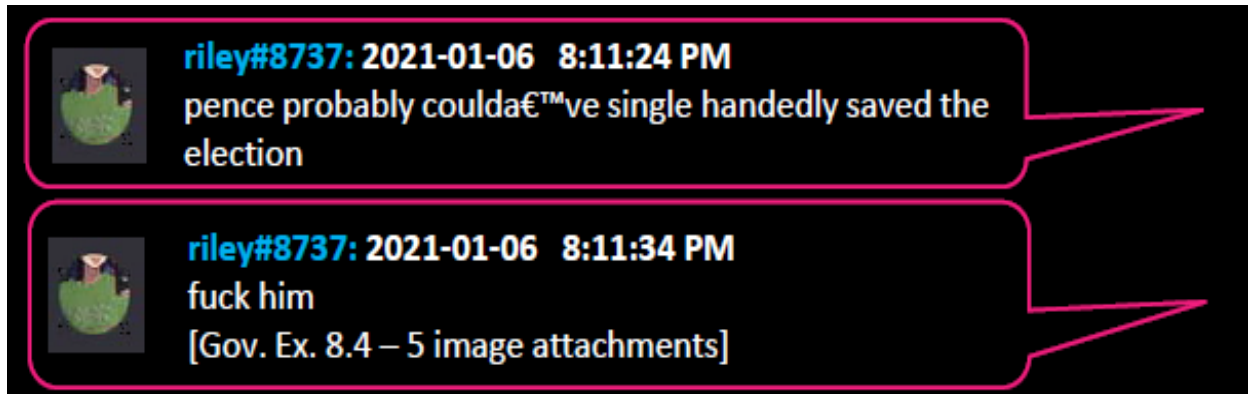 riley#8737: 2021-01-06 8:11:24 PM
pence probably coulda€™ve single handedly saved the
election
riley#8737: 2021-01-06 8:11:34 PM
fuck him
[Gov. Ex. 8.4 – 5 image attachments]